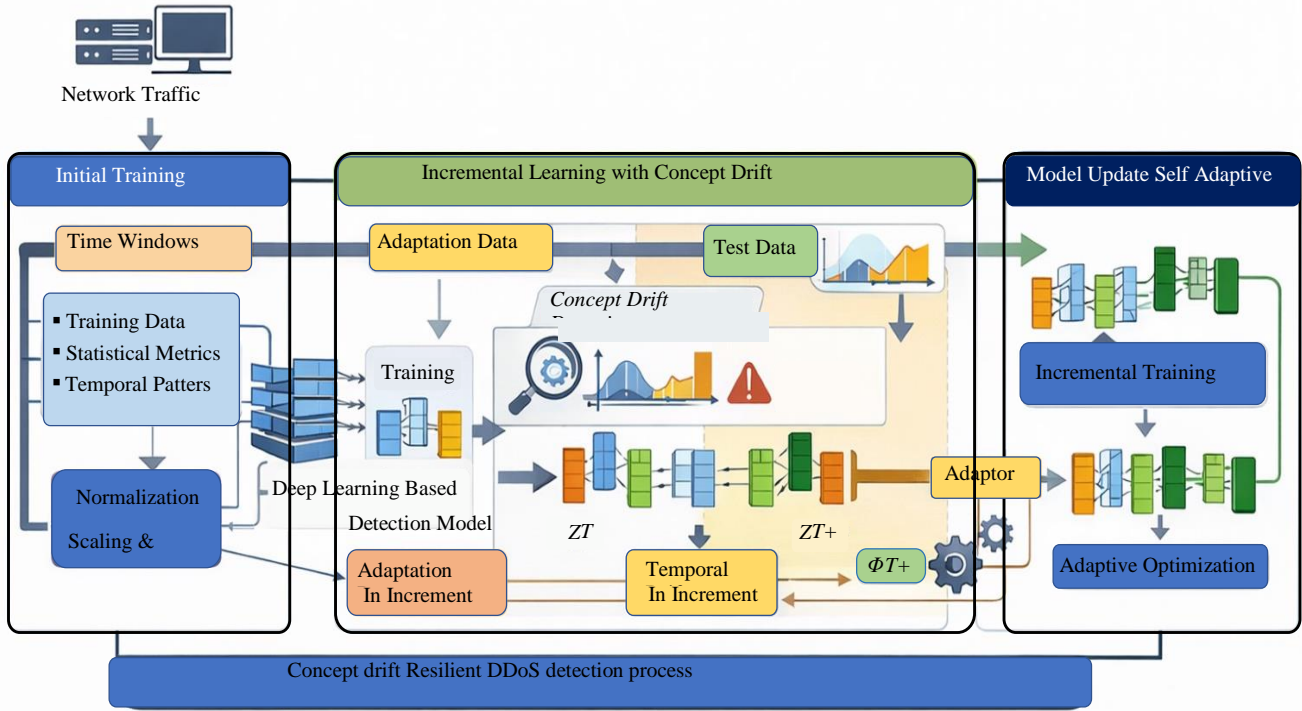 Network Traffic
Initial Training
Incremental Learning with Concept Drift
Model Update Self Adaptive
Time Windows
Adaptation Data
Test Data
Concept Drift
▪ Training Data
▪ Statistical Metrics
▪ Temporal Patters
Training
Incremental Training
Normalization
Scaling &
Deep Learning Based
Detection Model
ZT
ZT+
Adaptor
Adaptation
In Increment
Temporal
In Increment
ΦT+
Adaptive Optimization
Concept drift Resilient DDoS detection process